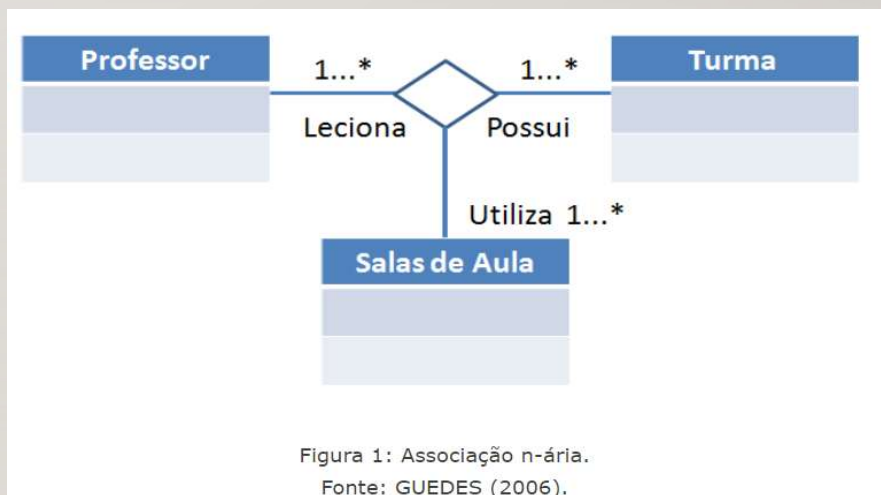 Professor
1...*
1...*
Turma
Leciona
Possui
Utiliza 1...*
Salas de Aula
Figura 1: Associação n-ária.
Fonte: GUEDES (2006).